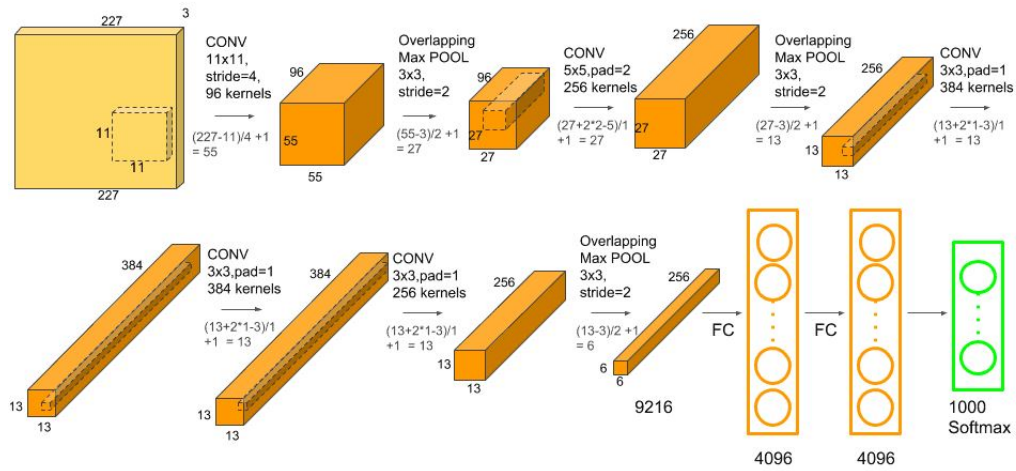 227
3
11
11
227
CONV
11x11,
stride=4,
96 kernels
(227-11)/4 +1
= 55
96
55
55
Overlapping
Max POOL
3x3,
stride=2
(55-3)/2 +1
= 27
96
27
27
CONV
5x5,pad=2
256 kernels
(27+2*2-5)/1
+1 = 27
256
27
27
Overlapping
Max POOL
3x3,
stride=2
(27-3)/2 +1
= 13
256
13
13
CONV
3x3,pad=1
384 kernels
(13+2*1-3)/1
+1 = 13
384
13
13
CONV
3x3,pad=1
384 kernels
(13+2*1-3)/1
+1 = 13
384
13
13
CONV
3x3,pad=1
256 kernels
(13+2*1-3)/1
+1 = 13
256
13
13
Overlapping
Max POOL
3x3,
stride=2
(13-3)/2 +1
= 6
256
6
6
9216
FC
4096
FC
4096
1000
Softmax